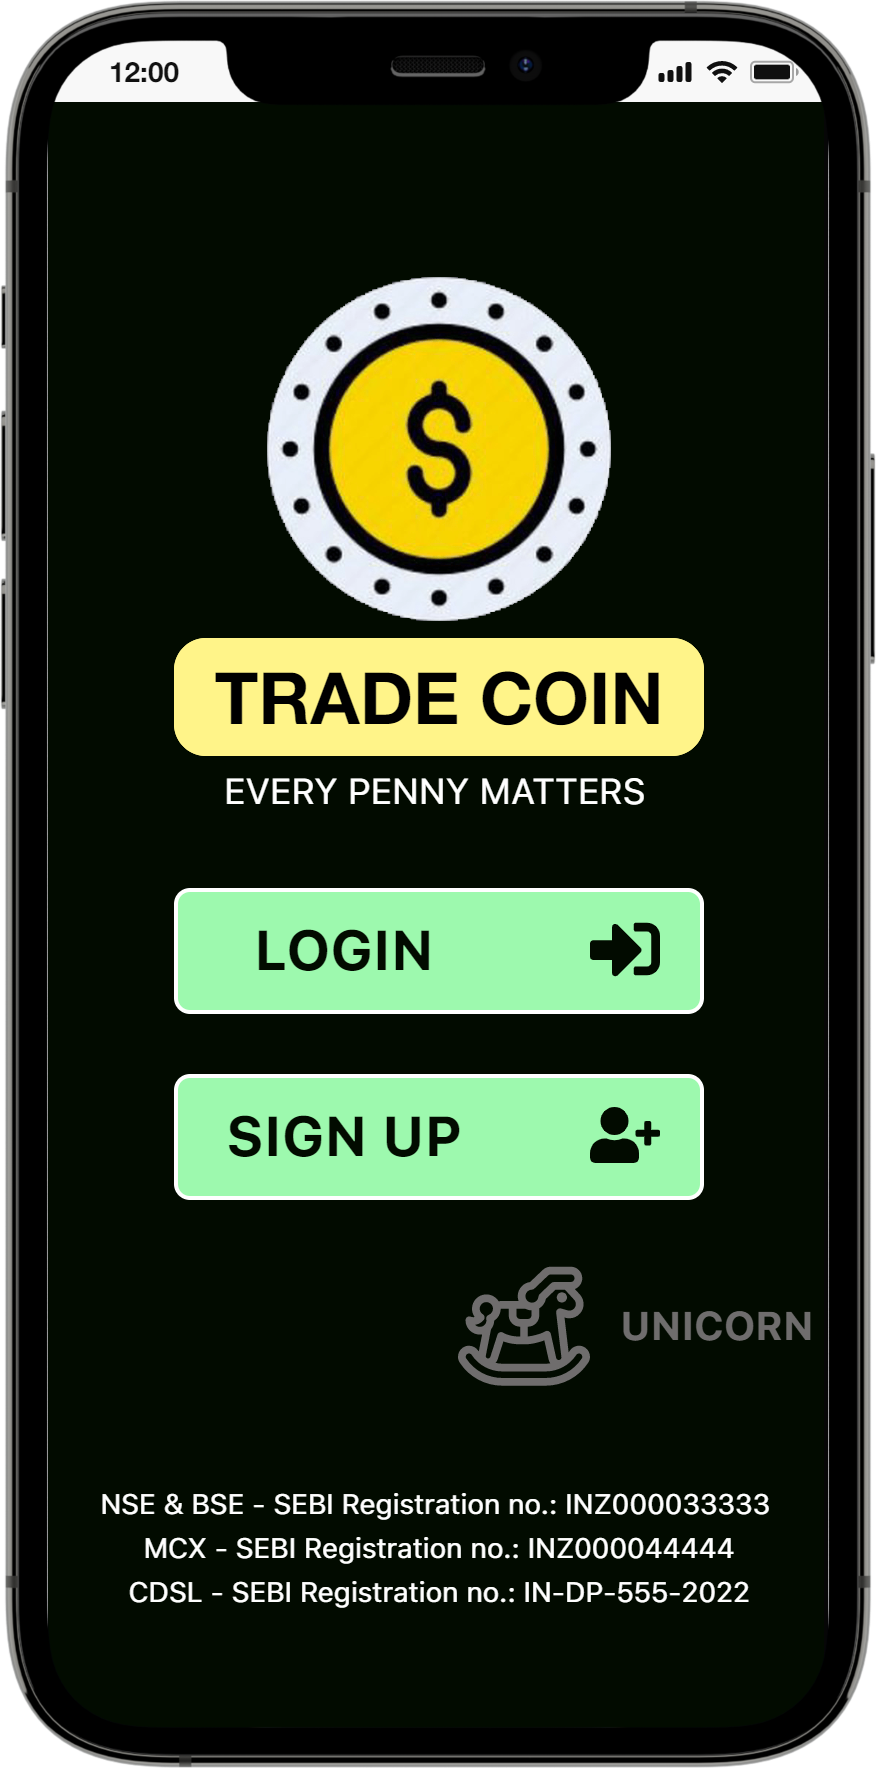 12:00
$
TRADE COIN
EVERY PENNY MATTERS
LOGIN
SIGN UP
UNICORN
NSE & BSE - SEBI Registration no.: INZ000033333
MCX - SEBI Registration no.: INZ000044444
CDSL - SEBI Registration no.: IN-DP-555-2022